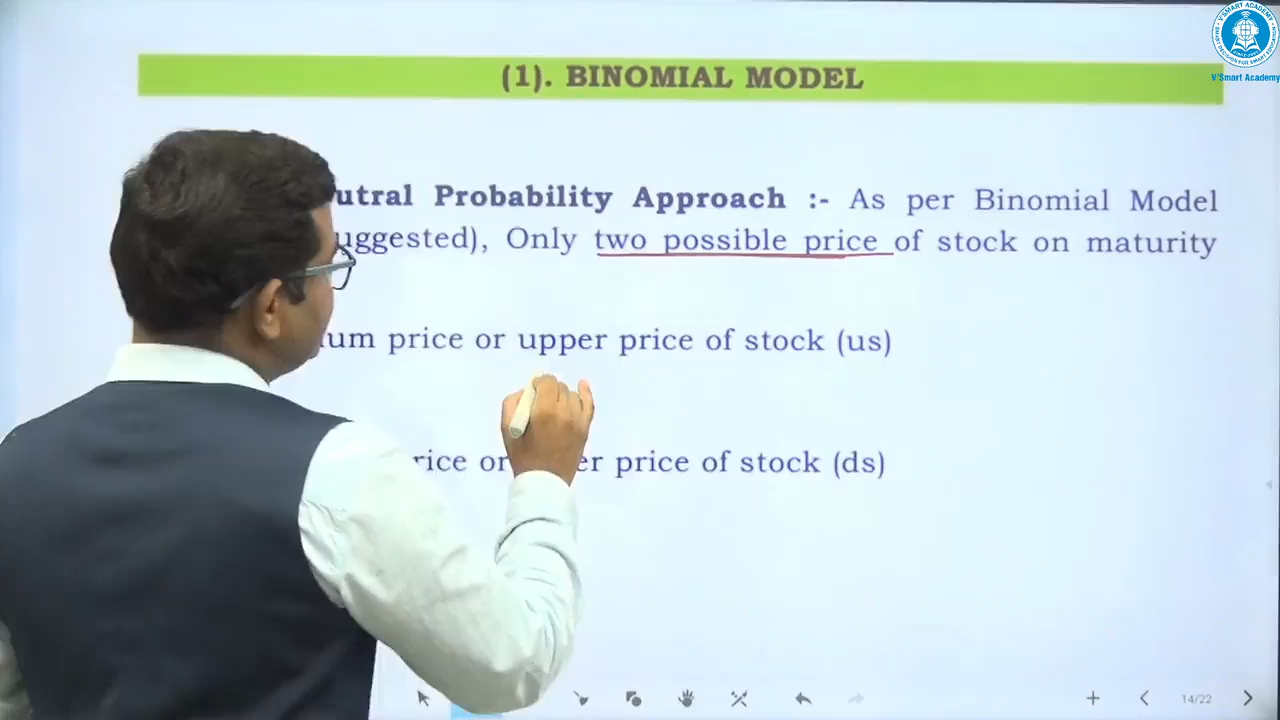 V'SMART ACADEMY
V'Smart Academy
(1). BINOMIAL MODEL
utral Probability Approach :- As per Binomial Model
uggested), Only two possible price of stock on maturity
um price or upper price of stock (us)
rice or er price of stock (ds)
14/22